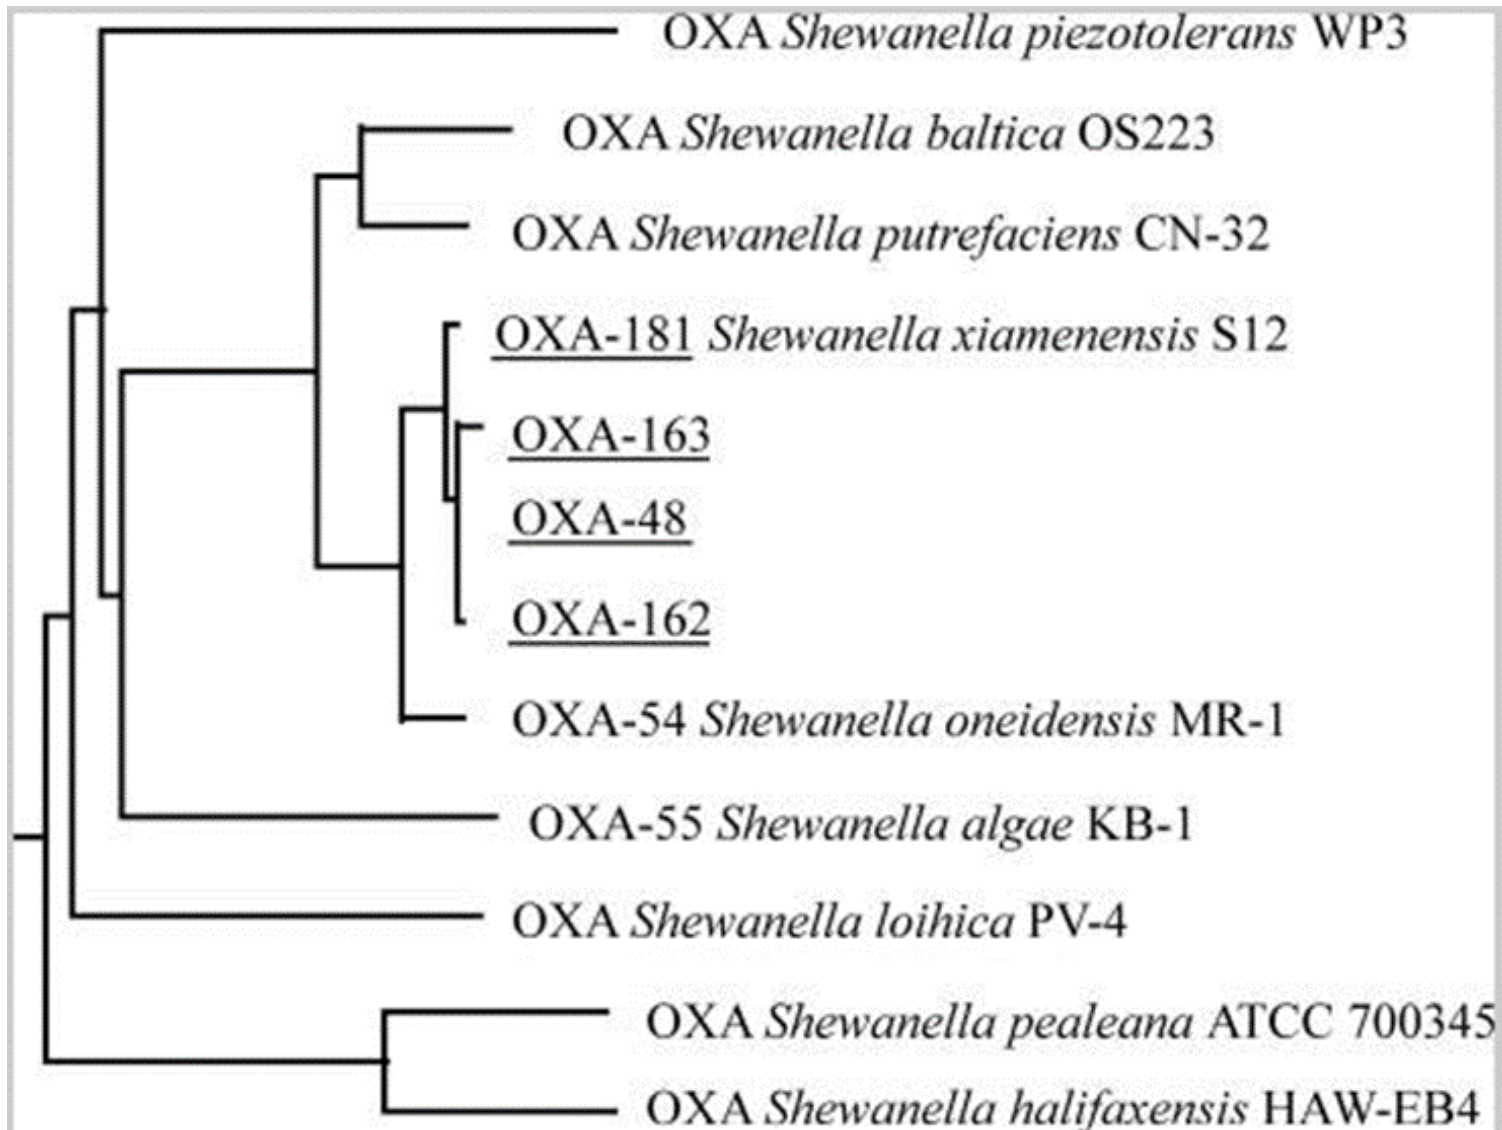 OXA Shewanella piezotolerans WP3
OXA Shewanella baltica OS223
OXA Shewanella putrefaciens CN-32
OXA-181 Shewanella xiamenensis S12
OXA-163
OXA-48
OXA-162
OXA-54 Shewanella oneidensis MR-1
OXA-55 Shewanella algae KB-1
OXA Shewanella loihica PV-4
OXA Shewanella pealeana ATCC 700345
OXA Shewanella halifaxensis HAW-EB4